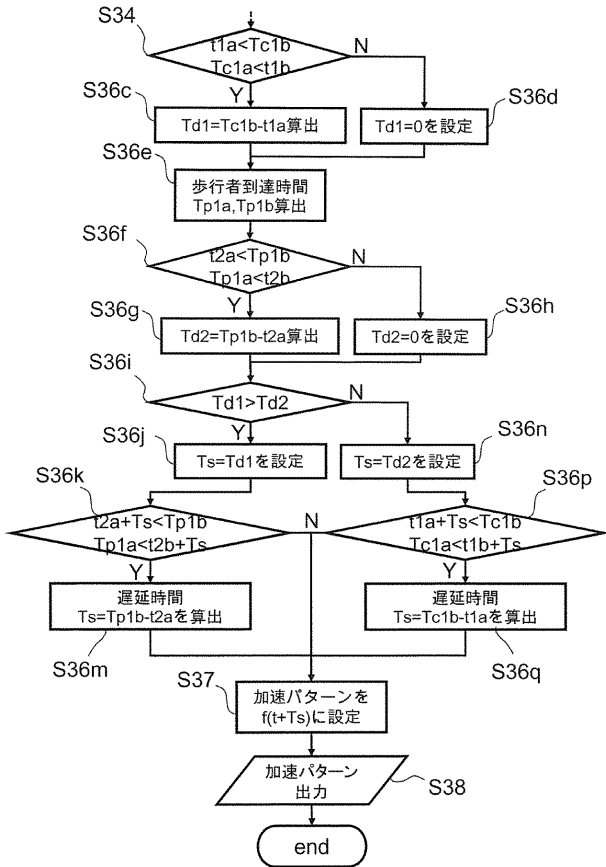 S34
t1a<Tc1b
Tc1a<t1b
N
Y
S36c
Td1=Tc1b-t1a算出
S36d
Td1=0を設定
S36e
歩行者到達時間
Tp1a,Tp1b算出
S36f
t2a<Tp1b
Tp1a<t2b
N
Y
S36g
Td2=Tp1b-t2a算出
S36h
Td2=0を設定
S36i
Td1>Td2
N
Y
S36j
Ts=Td1を設定
S36n
Ts=Td2を設定
S36k
t2a+Ts<Tp1b
Tp1a<t2b+Ts
N
S36p
t1a+Ts<Tc1b
Tc1a<t1b+Ts
Y
Y
遅延時間
Ts=Tp1b-t2aを算出
S36m
遅延時間
Ts=Tc1b-t1aを算出
S36q
S37
加速パターンを
f(t+Ts)に設定
加速パターン
出力
S38
end